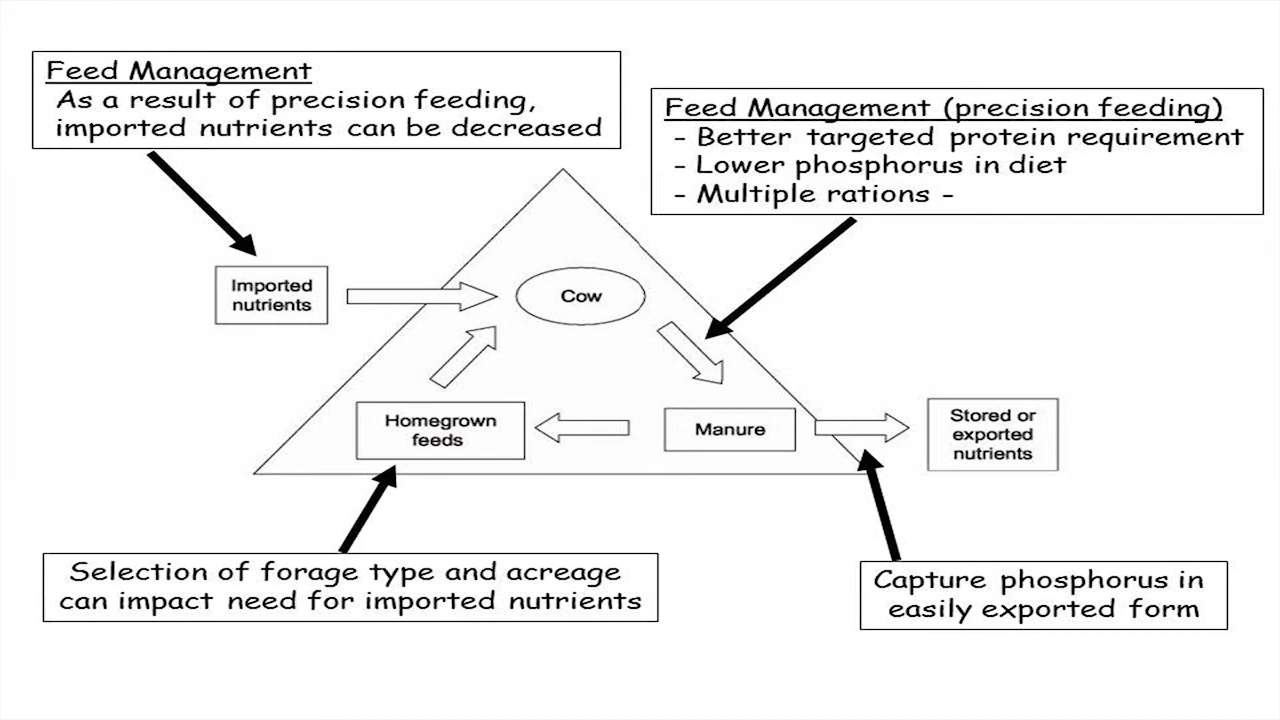 Feed Management
As a result of precision feeding,
imported nutrients can be decreased
Feed Management (precision feeding)
- Better targeted protein requirement
- Lower phosphorus in diet
- Multiple rations -
Imported
nutrients
Cow
Homegrown
feeds
Manure
Stored or
exported
nutrients
Selection of forage type and acreage
can impact need for imported nutrients
Capture phosphorus in
easily exported form